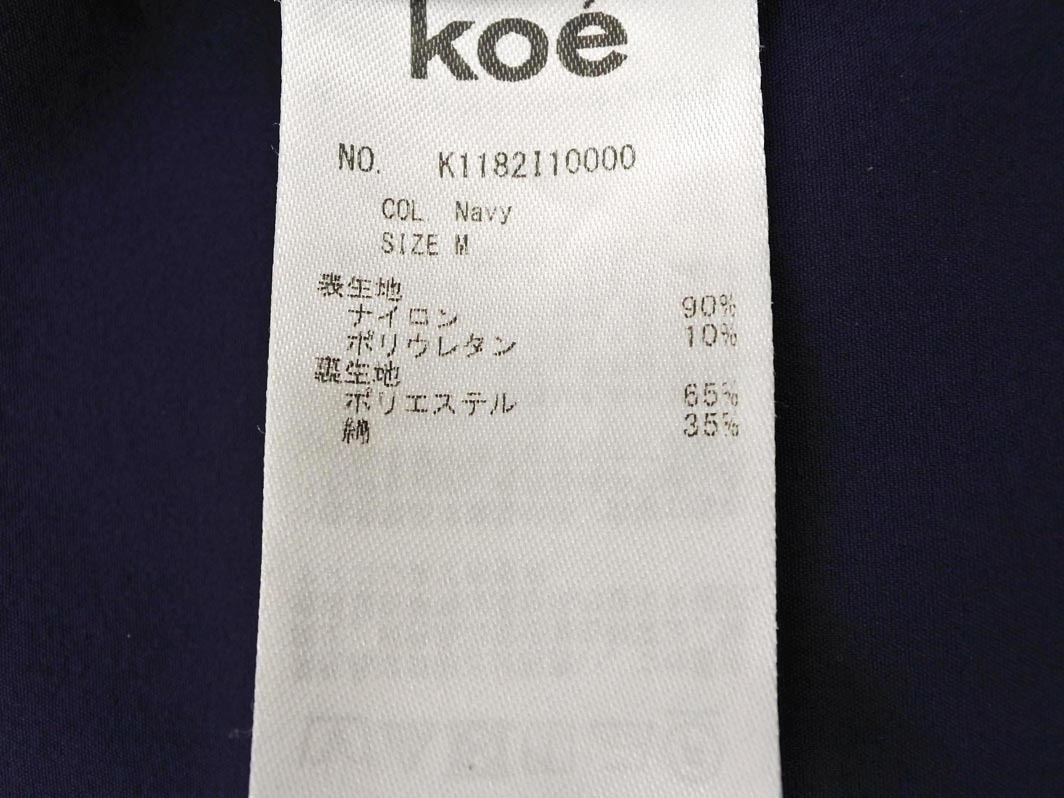 koé
NO. K1182I10000
COL Navy
SIZE M
表生地
ナイロン 90%
ポリウレタン 10%
裏生地
ポリエステル 65%
綿 35%